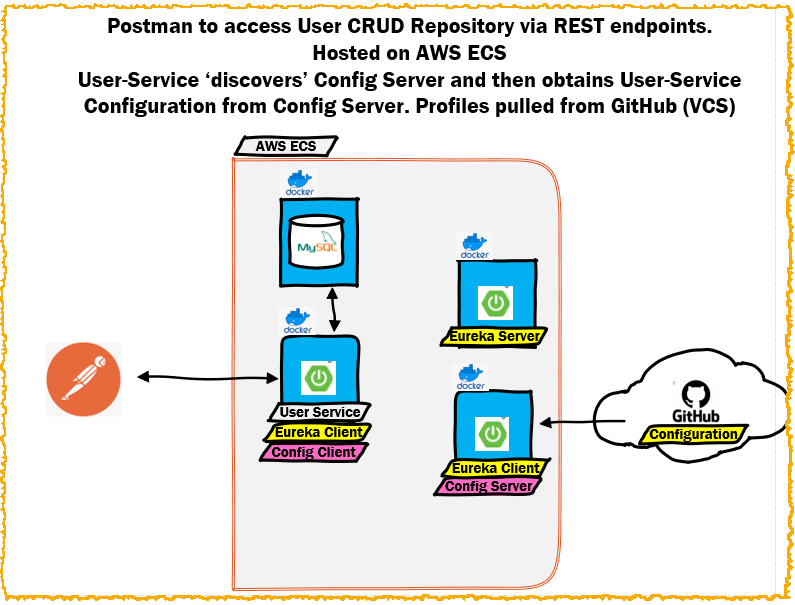 Postman to access User CRUD Repository via REST endpoints.
Hosted on AWS ECS
User-Service ‘discovers’ Config Server and then obtains User-Service
Configuration from Config Server. Profiles pulled from GitHub (VCS)
AWS ECS
docker
MySQL
docker
User Service
Eureka Client
Config Client
docker
Eureka Server
docker
Eureka Client
Config Server
GitHub
Configuration